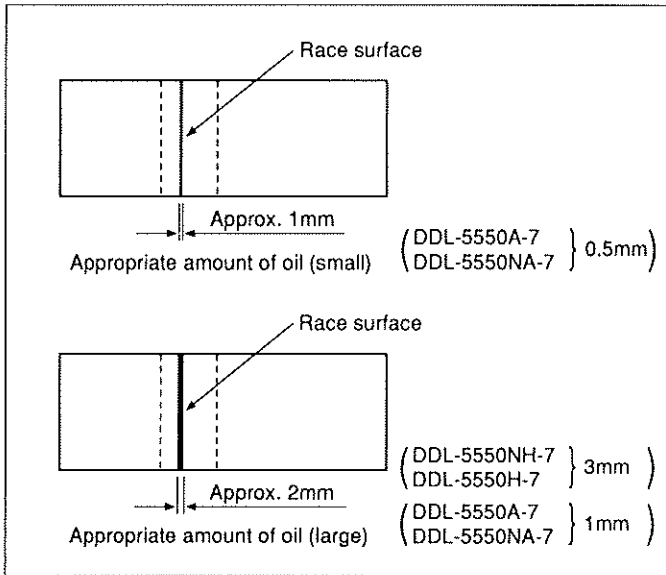 Race surface
Approx. 1mm
Appropriate amount of oil (small)
(DDL-5550A-7
DDL-5550NA-7 } 0.5mm)
Race surface
Approx. 2mm
Appropriate amount of oil (large)
(DDL-5550NH-7
DDL-5550H-7 } 3mm)
(DDL-5550A-7
DDL-5550NA-7 } 1mm)